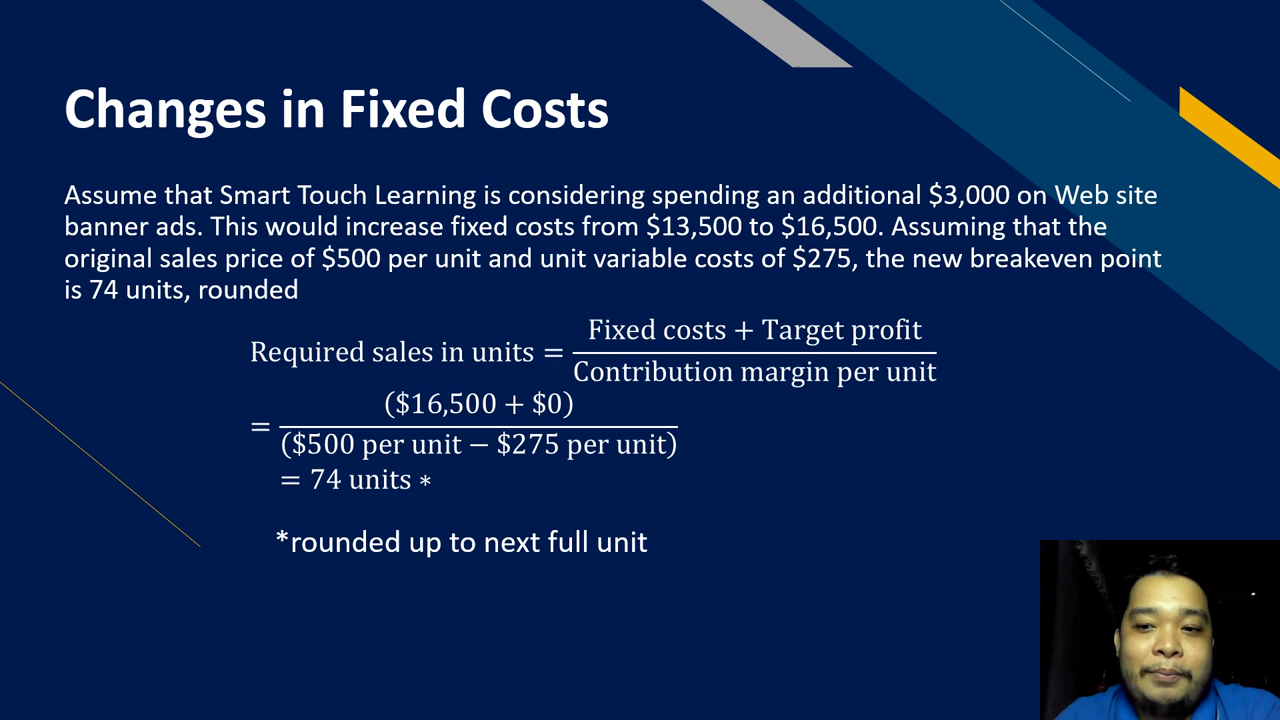 Changes in Fixed Costs
Assume that Smart Touch Learning is considering spending an additional $3,000 on Web site
banner ads. This would increase fixed costs from $13,500 to $16,500. Assuming that the
original sales price of $500 per unit and unit variable costs of $275, the new breakeven point
is 74 units, rounded
Required sales in units = Fixed costs + Target profit / Contribution margin per unit
= ($16,500 + $0) / ($500 per unit − $275 per unit)
= 74 units *
*rounded up to next full unit